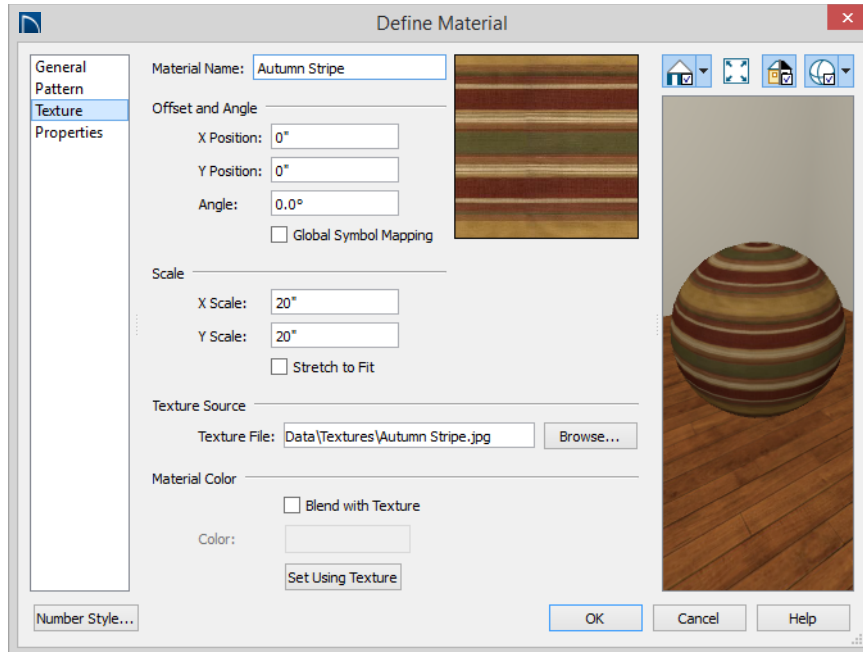 Define Material
General
Pattern
Texture
Properties
Material Name: Autumn Stripe
Offset and Angle
X Position: 0"
Y Position: 0"
Angle: 0.0°
Global Symbol Mapping
Scale
X Scale: 20"
Y Scale: 20"
Stretch to Fit
Texture Source
Texture File: Data\Textures\Autumn Stripe.jpg Browse...
Material Color
Blend with Texture
Color:
Set Using Texture
Number Style... OK Cancel Help